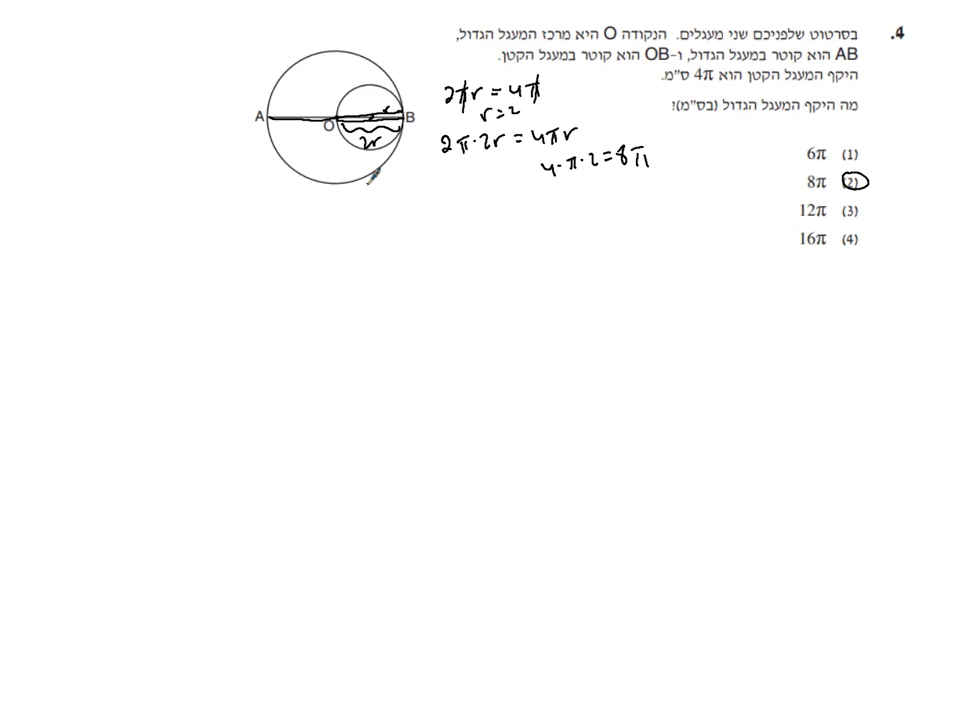 4. בסרטוט שלפניכם שני מעגלים. הנקודה O היא מרכז המעגל הגדול,
AB הוא קוטר במעגל הגדול, ו-OB הוא קוטר במעגל הקטן.
היקף המעגל הקטן הוא 4π ס"מ.
מה היקף המעגל הגדול (בס"מ)?
(1) 6π
(2) 8π
(3) 12π
(4) 16π
A O B
r
2r
2πr = 4π
r=2
2π·2r = 4πr
4·π·2=8π